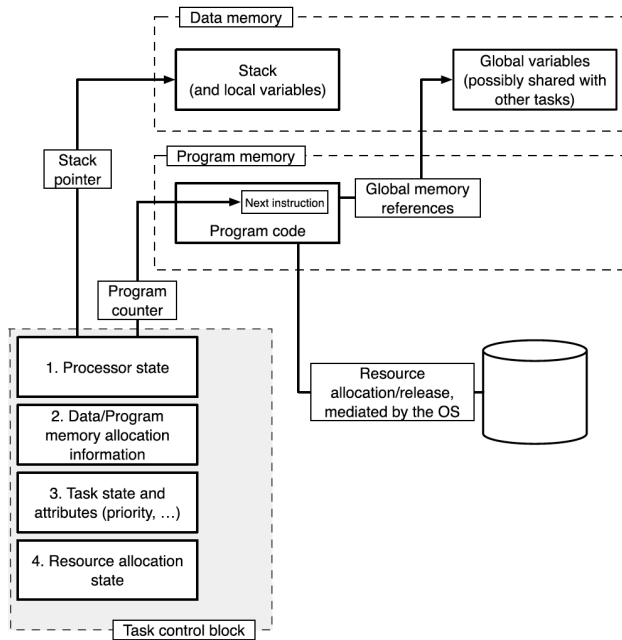 Data memory
Stack
(and local variables)
Global variables
(possibly shared with
other tasks)
Stack
pointer
Program memory
Next instruction
Program code
Global memory
references
Program
counter
1. Processor state
2. Data/Program
memory allocation
information
3. Task state and
attributes (priority, …)
4. Resource allocation
state
Task control block
Resource
allocation/release,
mediated by the OS